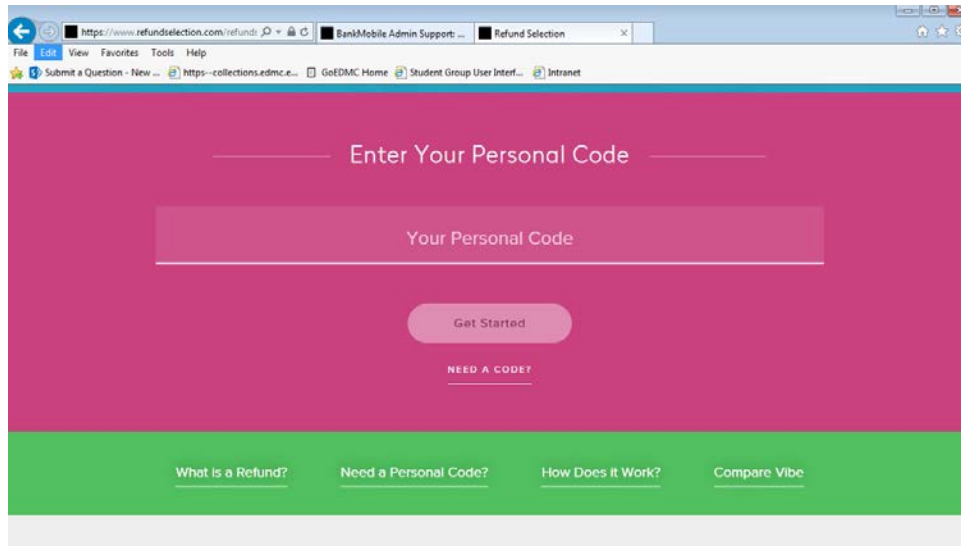 https://www.refundselection.com/refunds BankMobile Admin Support: ... Refund Selection
File Edit View Favorites Tools Help
Submit a Question - New ... https--collections.edmc.e... GoEDMC Home Student Group User Interf... Intranet
Enter Your Personal Code
Your Personal Code
Get Started
NEED A CODE?
What is a Refund? Need a Personal Code? How Does it Work? Compare Vibe